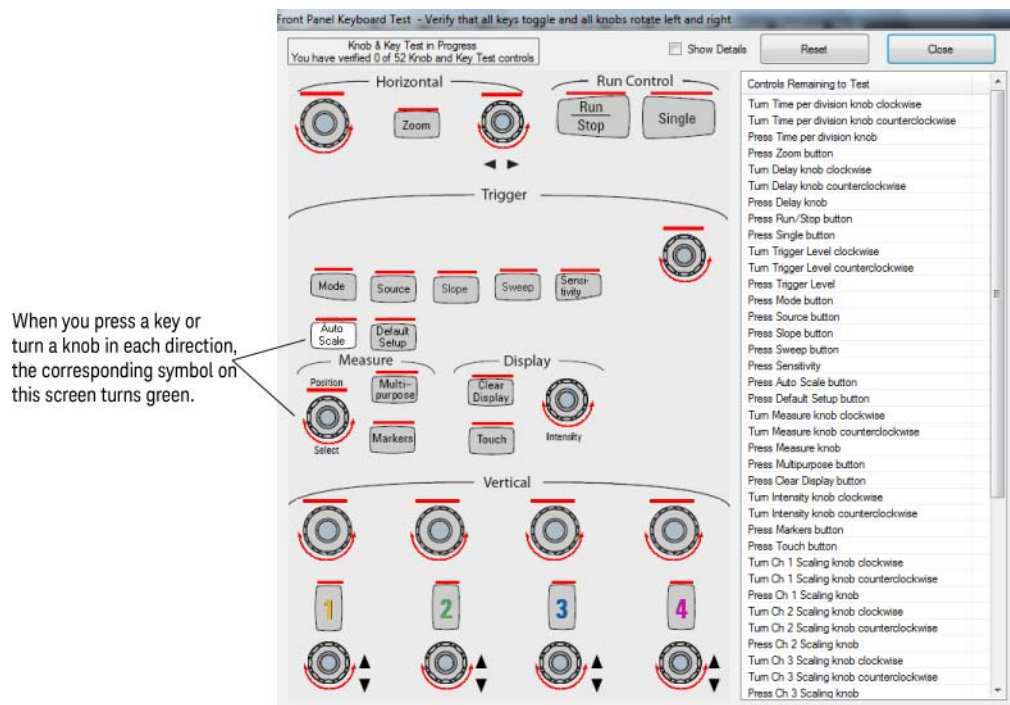 Front Panel Keyboard Test - Verify that all keys toggle and all knobs rotate left and right
Knob & Key Test in Progress
You have verified 0 of 52 Knob and Key Test controls
Show Details
Reset
Close
Horizontal
Zoom
Run Control
Run
Stop
Single
Trigger
Mode
Source
Slope
Sweep
Sensi-
tivity
Auto
Scale
Default
Setup
When you press a key or
turn a knob in each direction,
the corresponding symbol on
this screen turns green.
Measure
Position
Select
Multi-
purpose
Markers
Display
Clear
Display
Touch
Intensity
Vertical
1
2
3
4
Controls Remaining to Test
Turn Time per division knob clockwise
Turn Time per division knob counterclockwise
Press Time per division knob
Press Zoom button
Turn Delay knob clockwise
Turn Delay knob counterclockwise
Press Delay knob
Press Run/Stop button
Press Single button
Turn Trigger Level clockwise
Turn Trigger Level counterclockwise
Press Trigger Level
Press Mode button
Press Source button
Press Slope button
Press Sweep button
Press Sensitivity
Press Auto Scale button
Press Default Setup button
Turn Measure knob clockwise
Turn Measure knob counterclockwise
Press Measure knob
Press Multipurpose button
Press Clear Display button
Turn Intensity knob clockwise
Turn Intensity knob counterclockwise
Press Markers button
Press Touch button
Turn Ch 1 Scaling knob clockwise
Turn Ch 1 Scaling knob counterclockwise
Press Ch 1 Scaling knob
Turn Ch 2 Scaling knob clockwise
Turn Ch 2 Scaling knob counterclockwise
Press Ch 2 Scaling knob
Turn Ch 3 Scaling knob clockwise
Turn Ch 3 Scaling knob counterclockwise
Press Ch 3 Scaling knob